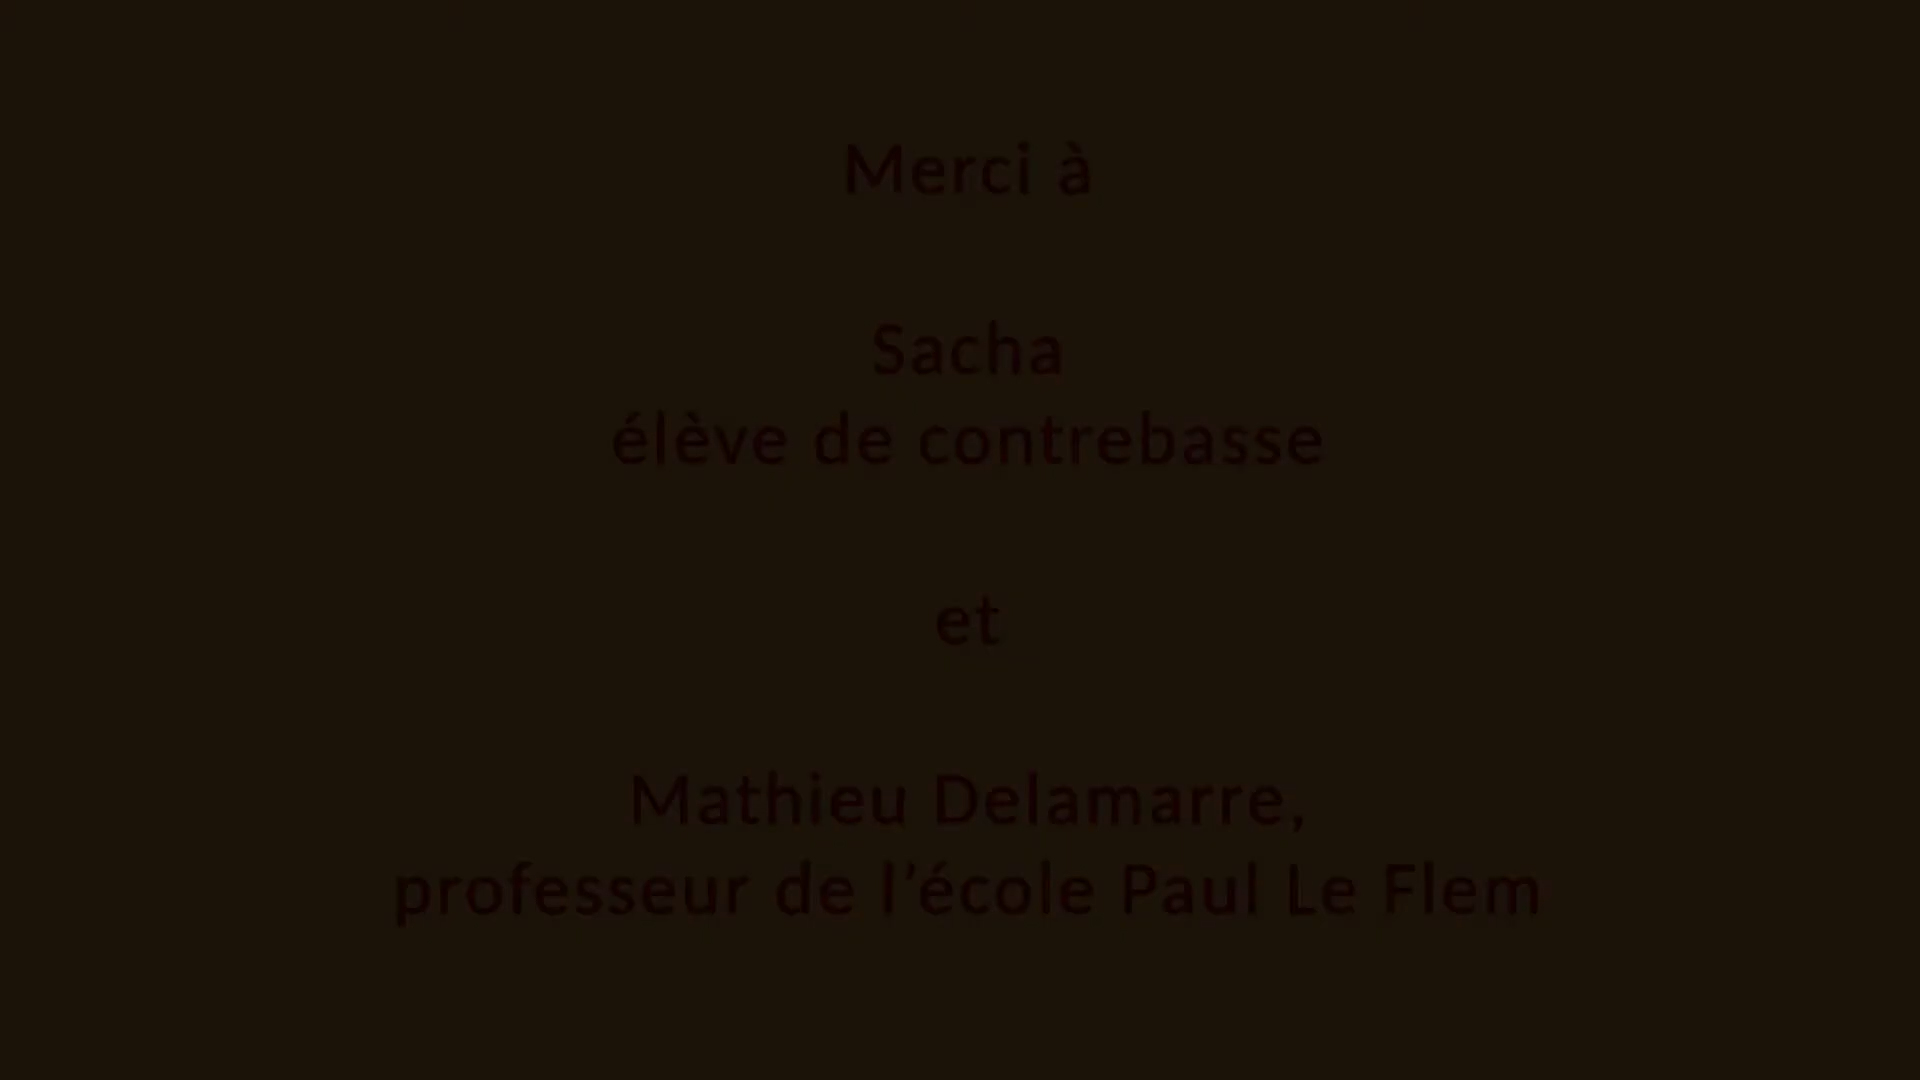 Merci à
Sacha
élève de contrebasse
et
Mathieu Delamarre,
professeur de l'école Paul Le Flem